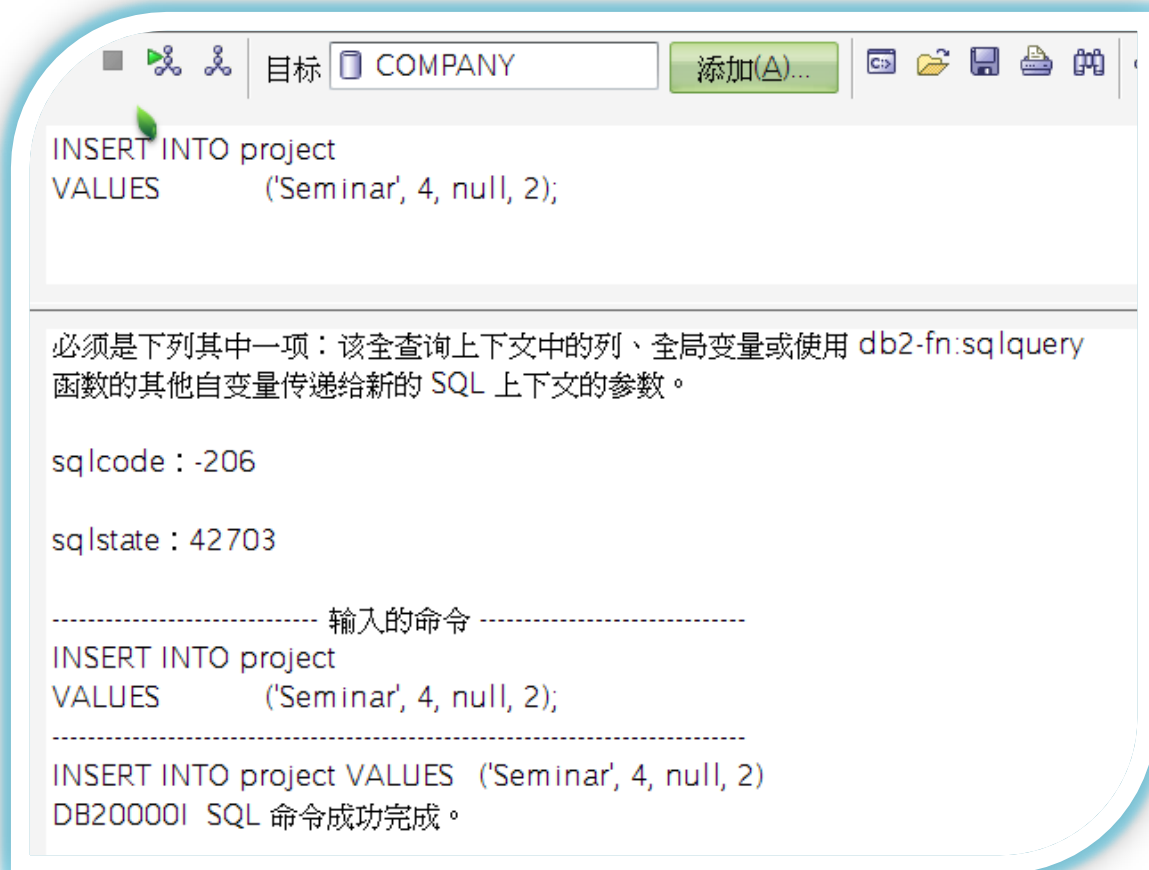 目标 COMPANY 添加(A)...
INSERT INTO project
VALUES ('Seminar', 4, null, 2);
必须是下列其中一项：该全查询上下文中的列、全局变量或使用 db2-fn:sqlquery
函数的其他自变量传递给新的 SQL 上下文的参数。
sqlcode：-206
sqlstate：42703
------------------------------ 输入的命令 ------------------------------
INSERT INTO project
VALUES ('Seminar', 4, null, 2);
------------------------------------------------------------------------------
INSERT INTO project VALUES ('Seminar', 4, null, 2)
DB20000I SQL 命令成功完成。